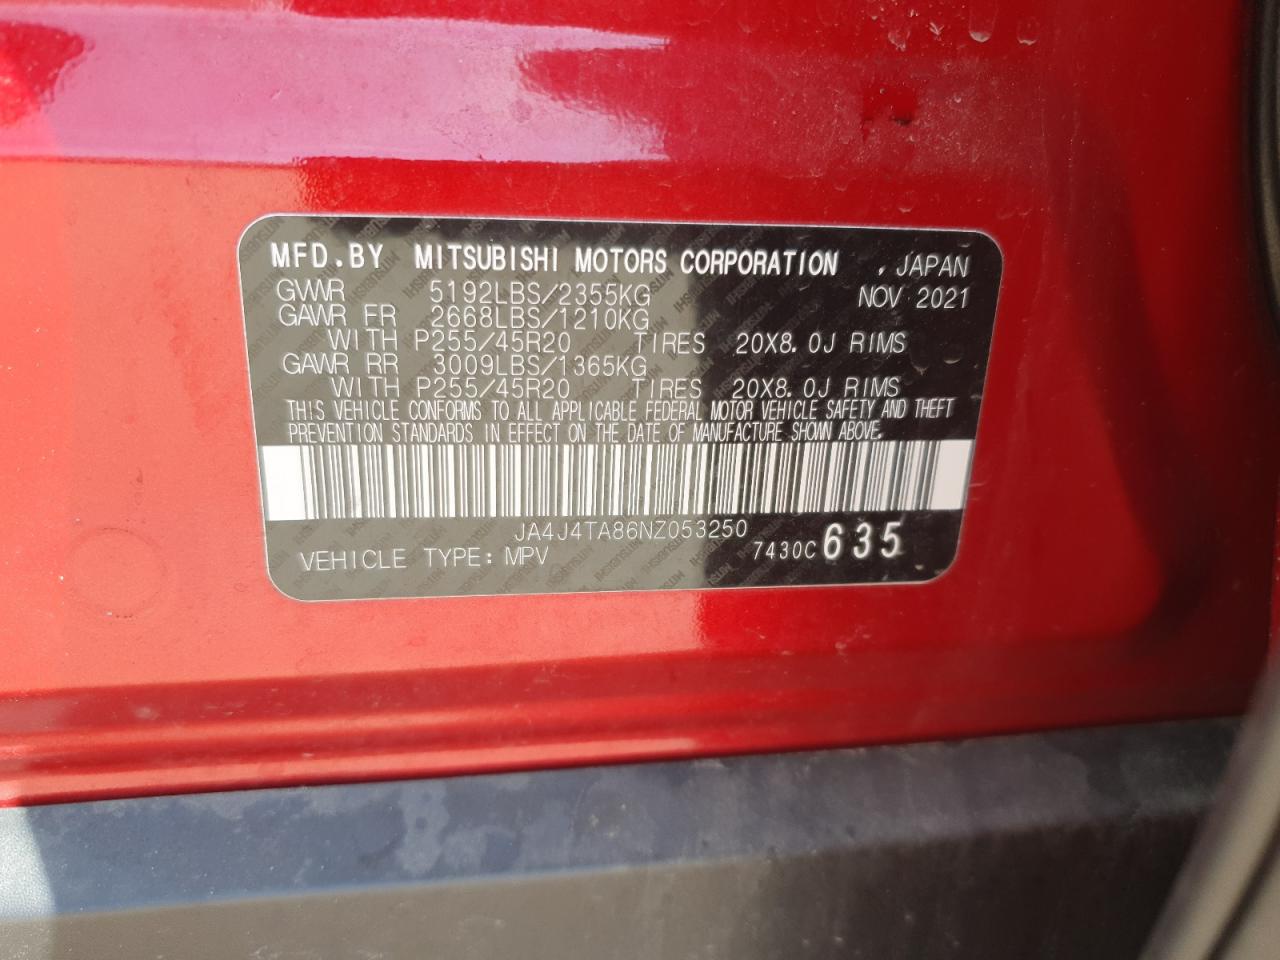 MFD.BY MITSUBISHI MOTORS CORPORATION , JAPAN
GVWR 5192LBS/2355KG NOV 2021
GAWR FR 2668LBS/1210KG
WITH P255/45R20 TIRES 20X8.0J RIMS
GAWR RR 3009LBS/1365KG
WITH P255/45R20 TIRES 20X8.0J RIMS
THIS VEHICLE CONFORMS TO ALL APPLICABLE FEDERAL MOTOR VEHICLE SAFETY AND THEFT
PREVENTION STANDARDS IN EFFECT ON THE DATE OF MANUFACTURE SHOWN ABOVE.
JA4J4TA86NZ053250
VEHICLE TYPE: MPV 7430C 635